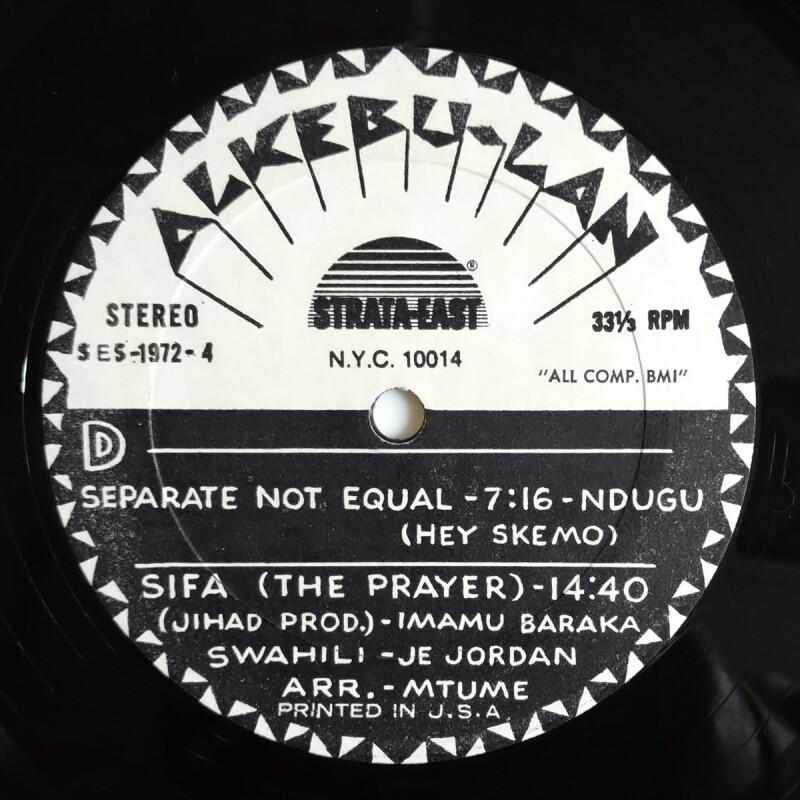 ALKEBU-LAN
STRATA-EAST®
STEREO
33⅓ RPM
SES-1972-4
N.Y.C. 10014
"ALL COMP. BMI"
D
SEPARATE NOT EQUAL -7:16 -NDUGU
(HEY SKEMO)
SIFA (THE PRAYER)-14:40
(JIHAD PROD.)-IMAMU BARAKA
SWAHILI -JE JORDAN
ARR.-MTUME
PRINTED IN U.S.A